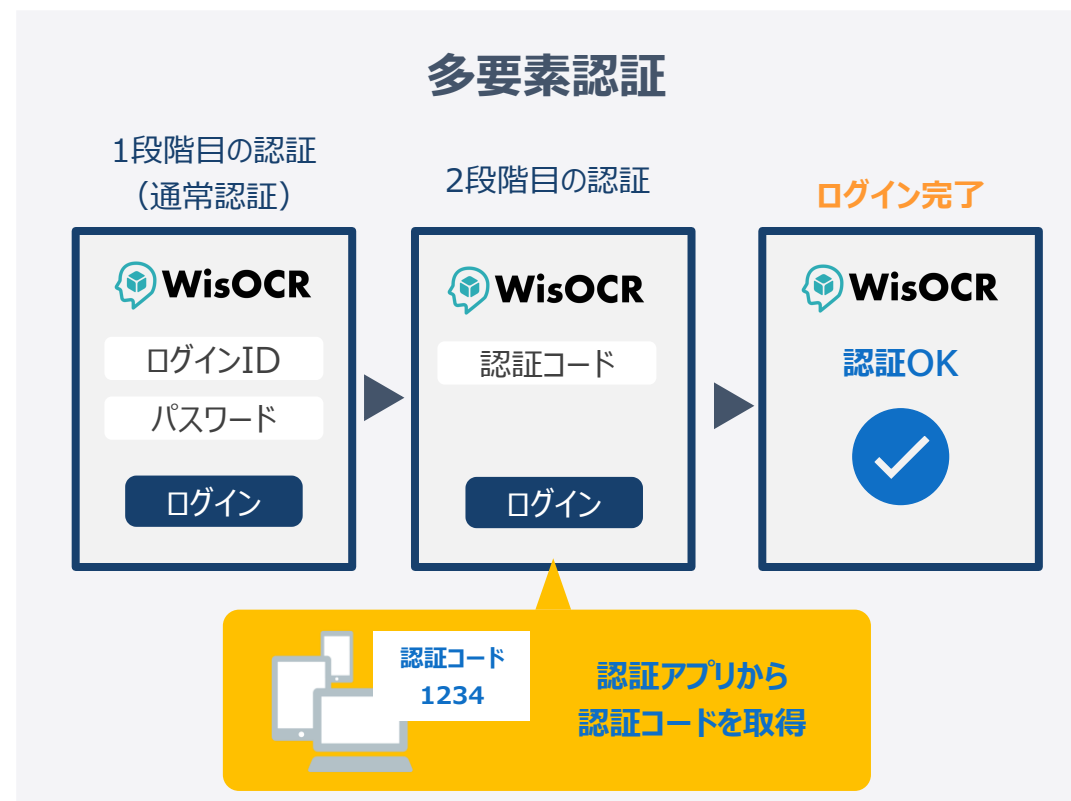 多要素認証
1段階目の認証
（通常認証）
WisOCR
ログインID
パスワード
ログイン
2段階目の認証
WisOCR
認証コード
ログイン
ログイン完了
WisOCR
認証OK
認証コード
1234
認証アプリから
認証コードを取得